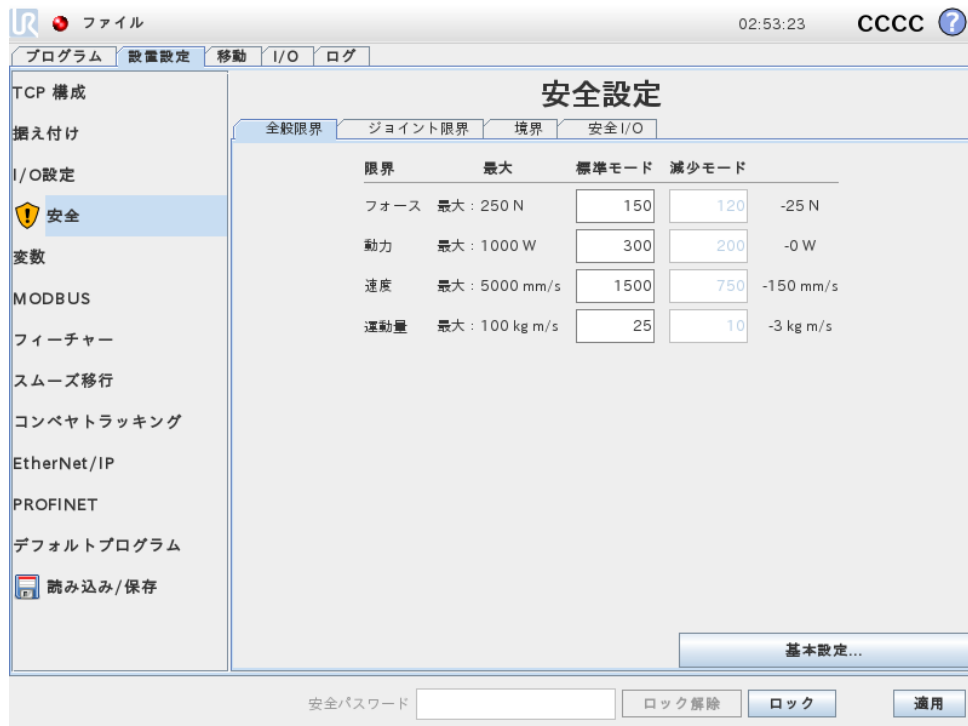 UR ファイル 02:53:23 CCCC ?
プログラム 設置設定 移動 I/O ログ
TCP 構成
据え付け
I/O設定
安全
変数
MODBUS
フィーチャー
スムーズ移行
コンベヤトラッキング
EtherNet/IP
PROFINET
デフォルトプログラム
読み込み/保存
安全設定
全般限界 ジョイント限界 境界 安全I/O
限界 最大 標準モード 減少モード
フォース 最大：250 N 150 120 -25 N
動力 最大：1000 W 300 200 -0 W
速度 最大：5000 mm/s 1500 750 -150 mm/s
運動量 最大：100 kg m/s 25 10 -3 kg m/s
基本設定...
安全パスワード ロック解除 ロック 適用